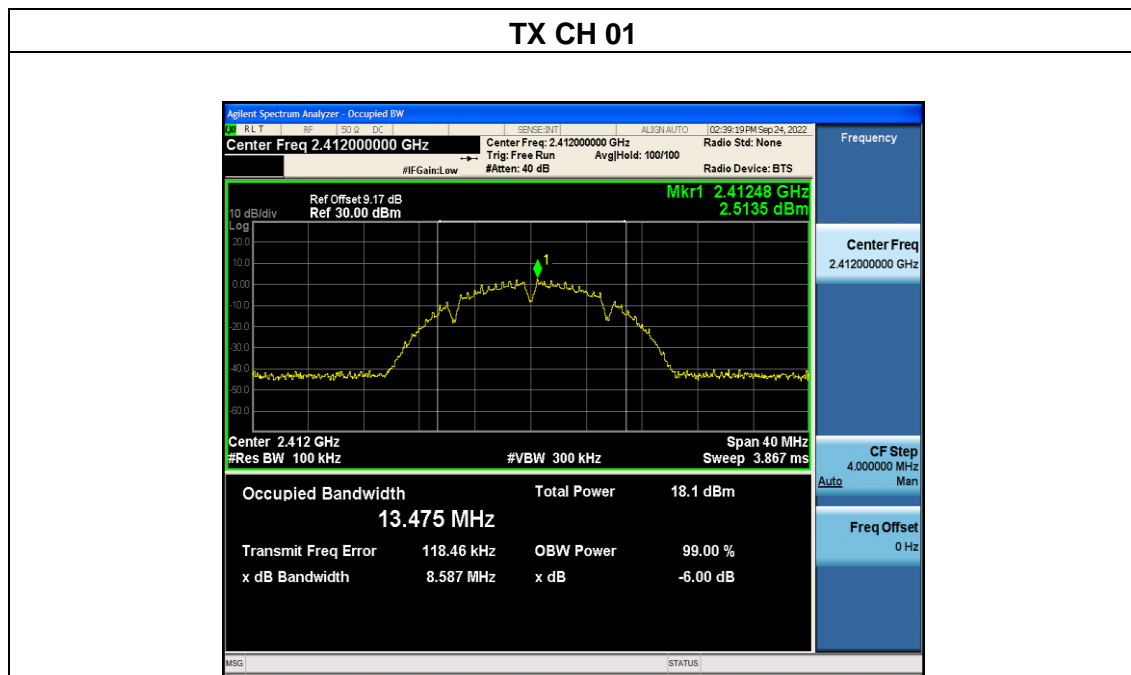 TX CH 01
Agilent Spectrum Analyzer - Occupied BW
LXI RLT RF 50 Ω DC SENSE:INT ALIGN AUTO 02:39:19 PM Sep 24, 2022
Center Freq 2.412000000 GHz
Center Freq: 2.412000000 GHz Radio Std: None
Trig: Free Run Avg|Hold: 100/100
#IFGain:Low #Atten: 40 dB Radio Device: BTS
Mkr1 2.41248 GHz
2.5135 dBm
Ref Offset 9.17 dB
10 dB/div Ref 30.00 dBm
Log
20.0
10.0
1
0.00
-10.0
-20.0
-30.0
-40.0
-50.0
-60.0
Center 2.412 GHz Span 40 MHz
#Res BW 100 kHz #VBW 300 kHz Sweep 3.867 ms
Occupied Bandwidth Total Power 18.1 dBm
13.475 MHz
Transmit Freq Error 118.46 kHz OBW Power 99.00 %
x dB Bandwidth 8.587 MHz x dB -6.00 dB
Frequency
Center Freq
2.412000000 GHz
CF Step
4.000000 MHz
Auto Man
Freq Offset
0 Hz
MSG STATUS